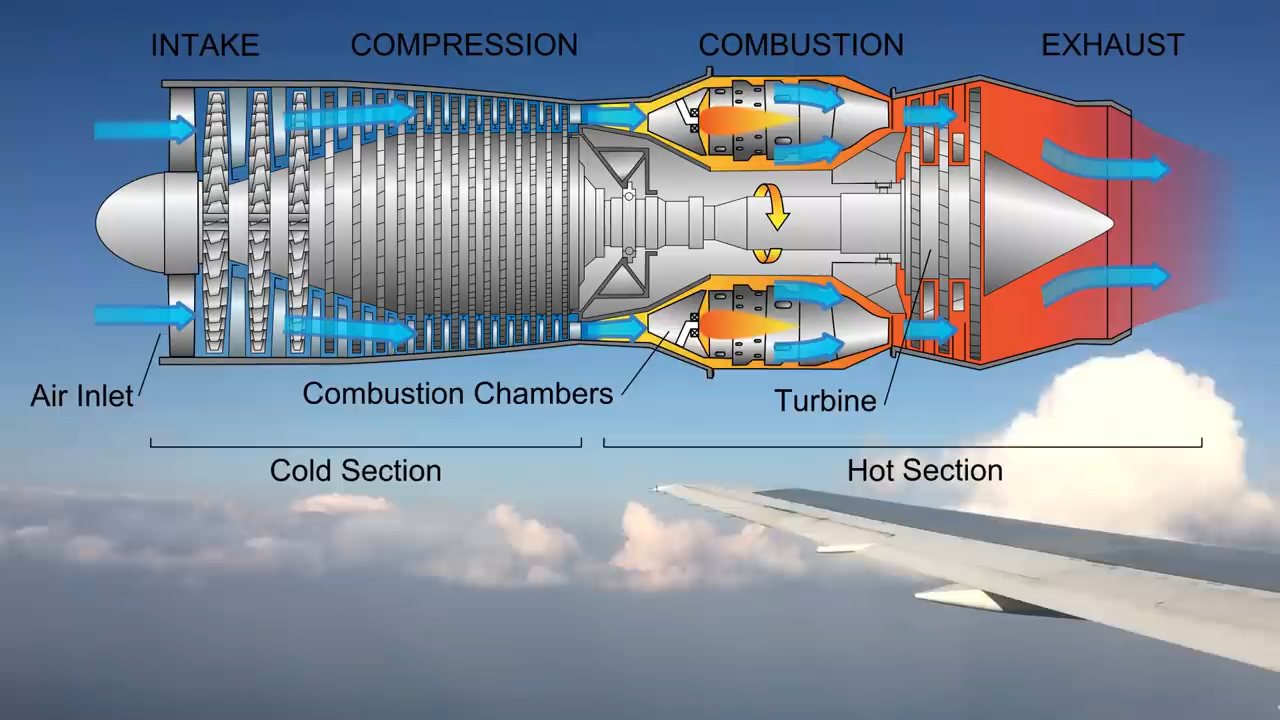 INTAKE
COMPRESSION
COMBUSTION
EXHAUST
Air Inlet
Combustion Chambers
Turbine
Cold Section
Hot Section